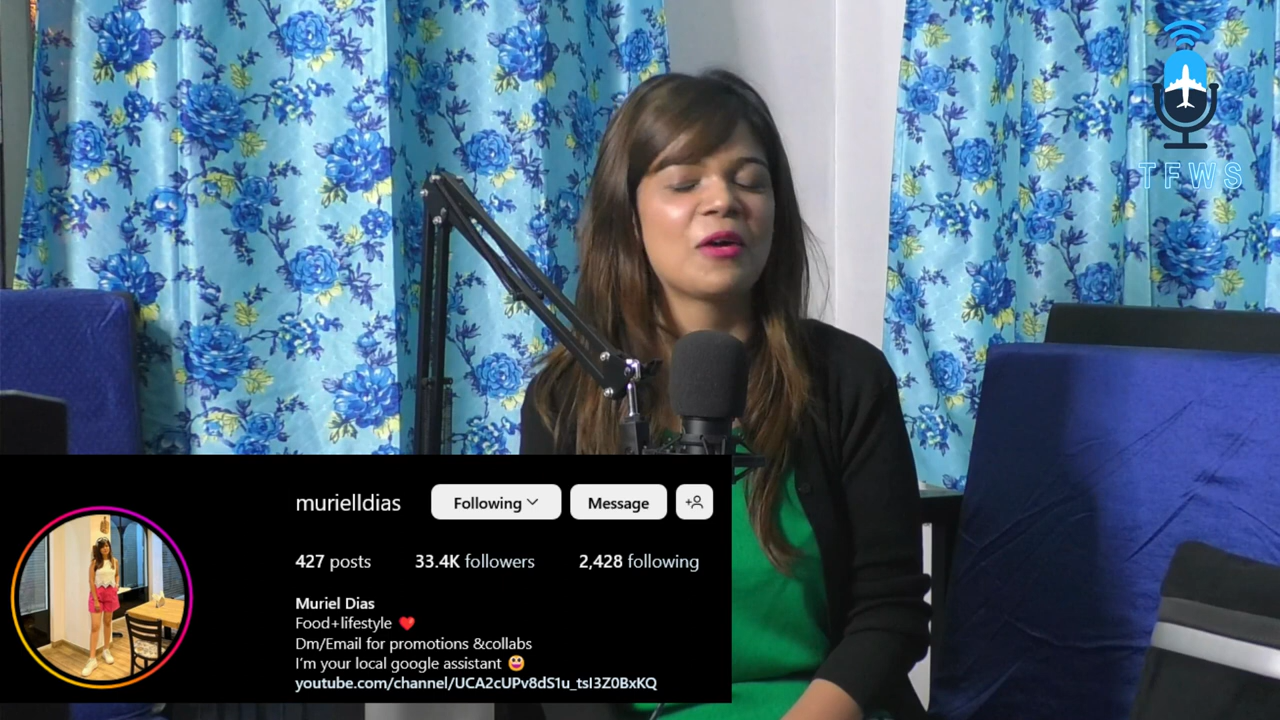 TFWS
murielldias
Following
Message
427 posts
33.4K followers
2,428 following
Muriel Dias
Food+lifestyle ❤️
Dm/Email for promotions &collabs
I'm your local google assistant 😃
youtube.com/channel/UCA2cUPv8dS1u_tsI3Z0BxKQ